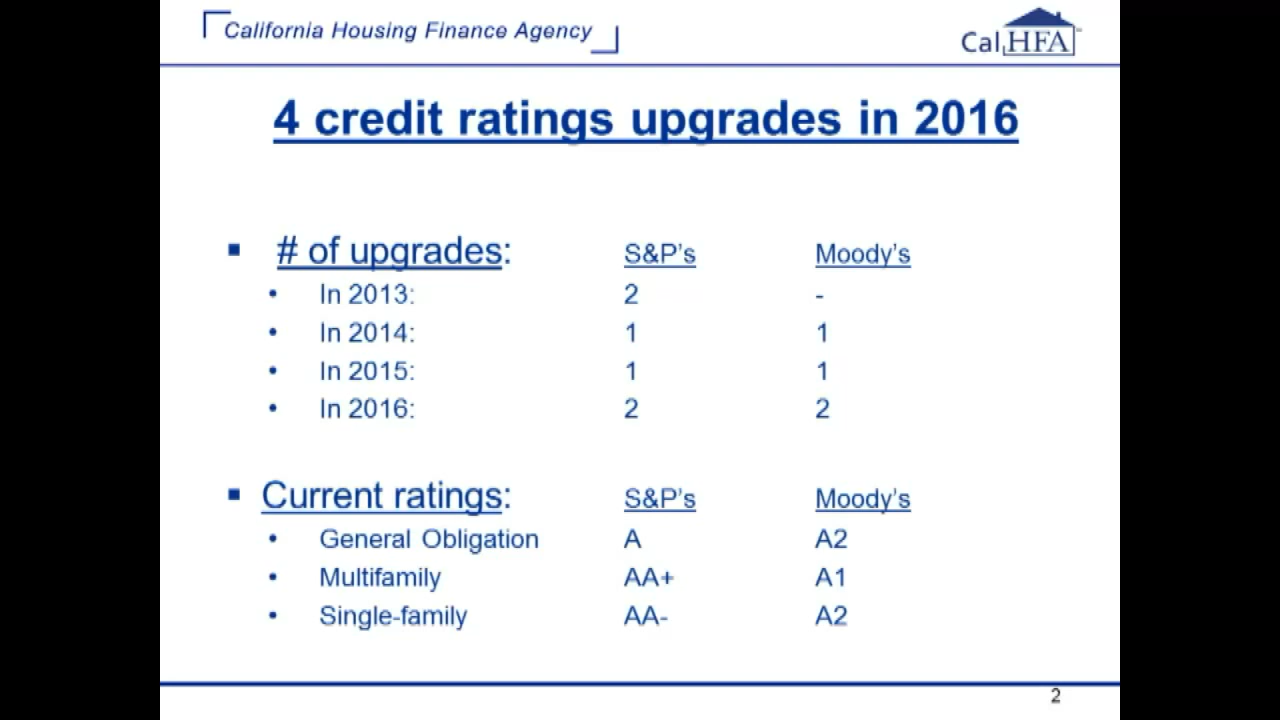 California Housing Finance Agency
CalHFA
4 credit ratings upgrades in 2016
▪ # of upgrades: S&P’s Moody’s
• In 2013: 2 -
• In 2014: 1 1
• In 2015: 1 1
• In 2016: 2 2
▪ Current ratings: S&P’s Moody’s
• General Obligation A A2
• Multifamily AA+ A1
• Single-family AA- A2
2